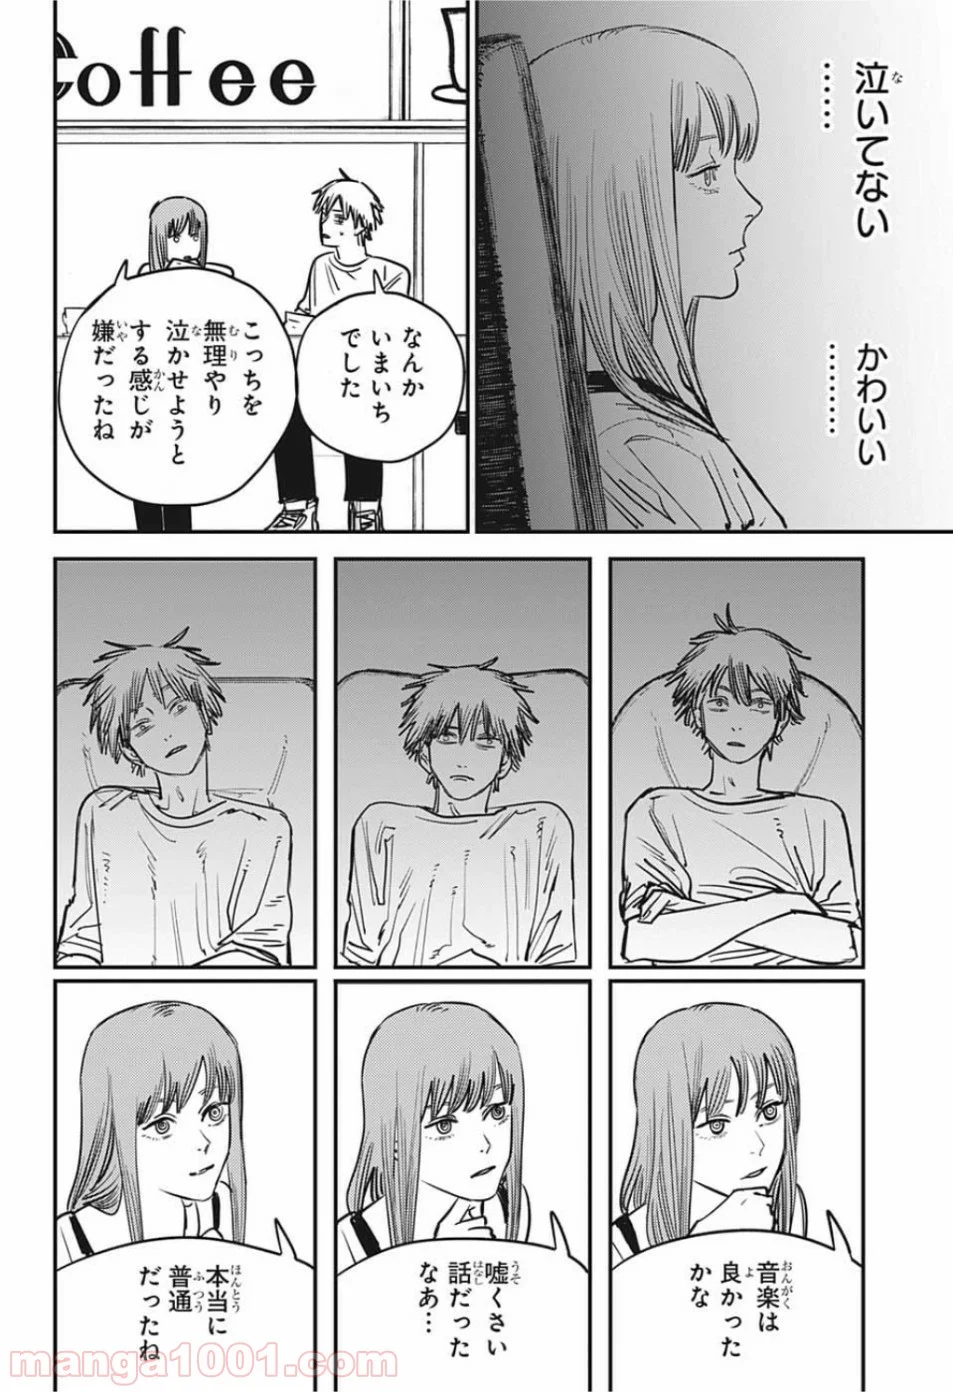 泣いてない
……
かわいい
………
Coffee
なんか
いまいち
でした
こっちを
無理やり
泣かせようと
する感じが
嫌だったね
音楽は
良かった
かな
嘘くさい
話だった
なあ…
本当に
普通
だったね
manga1001.com